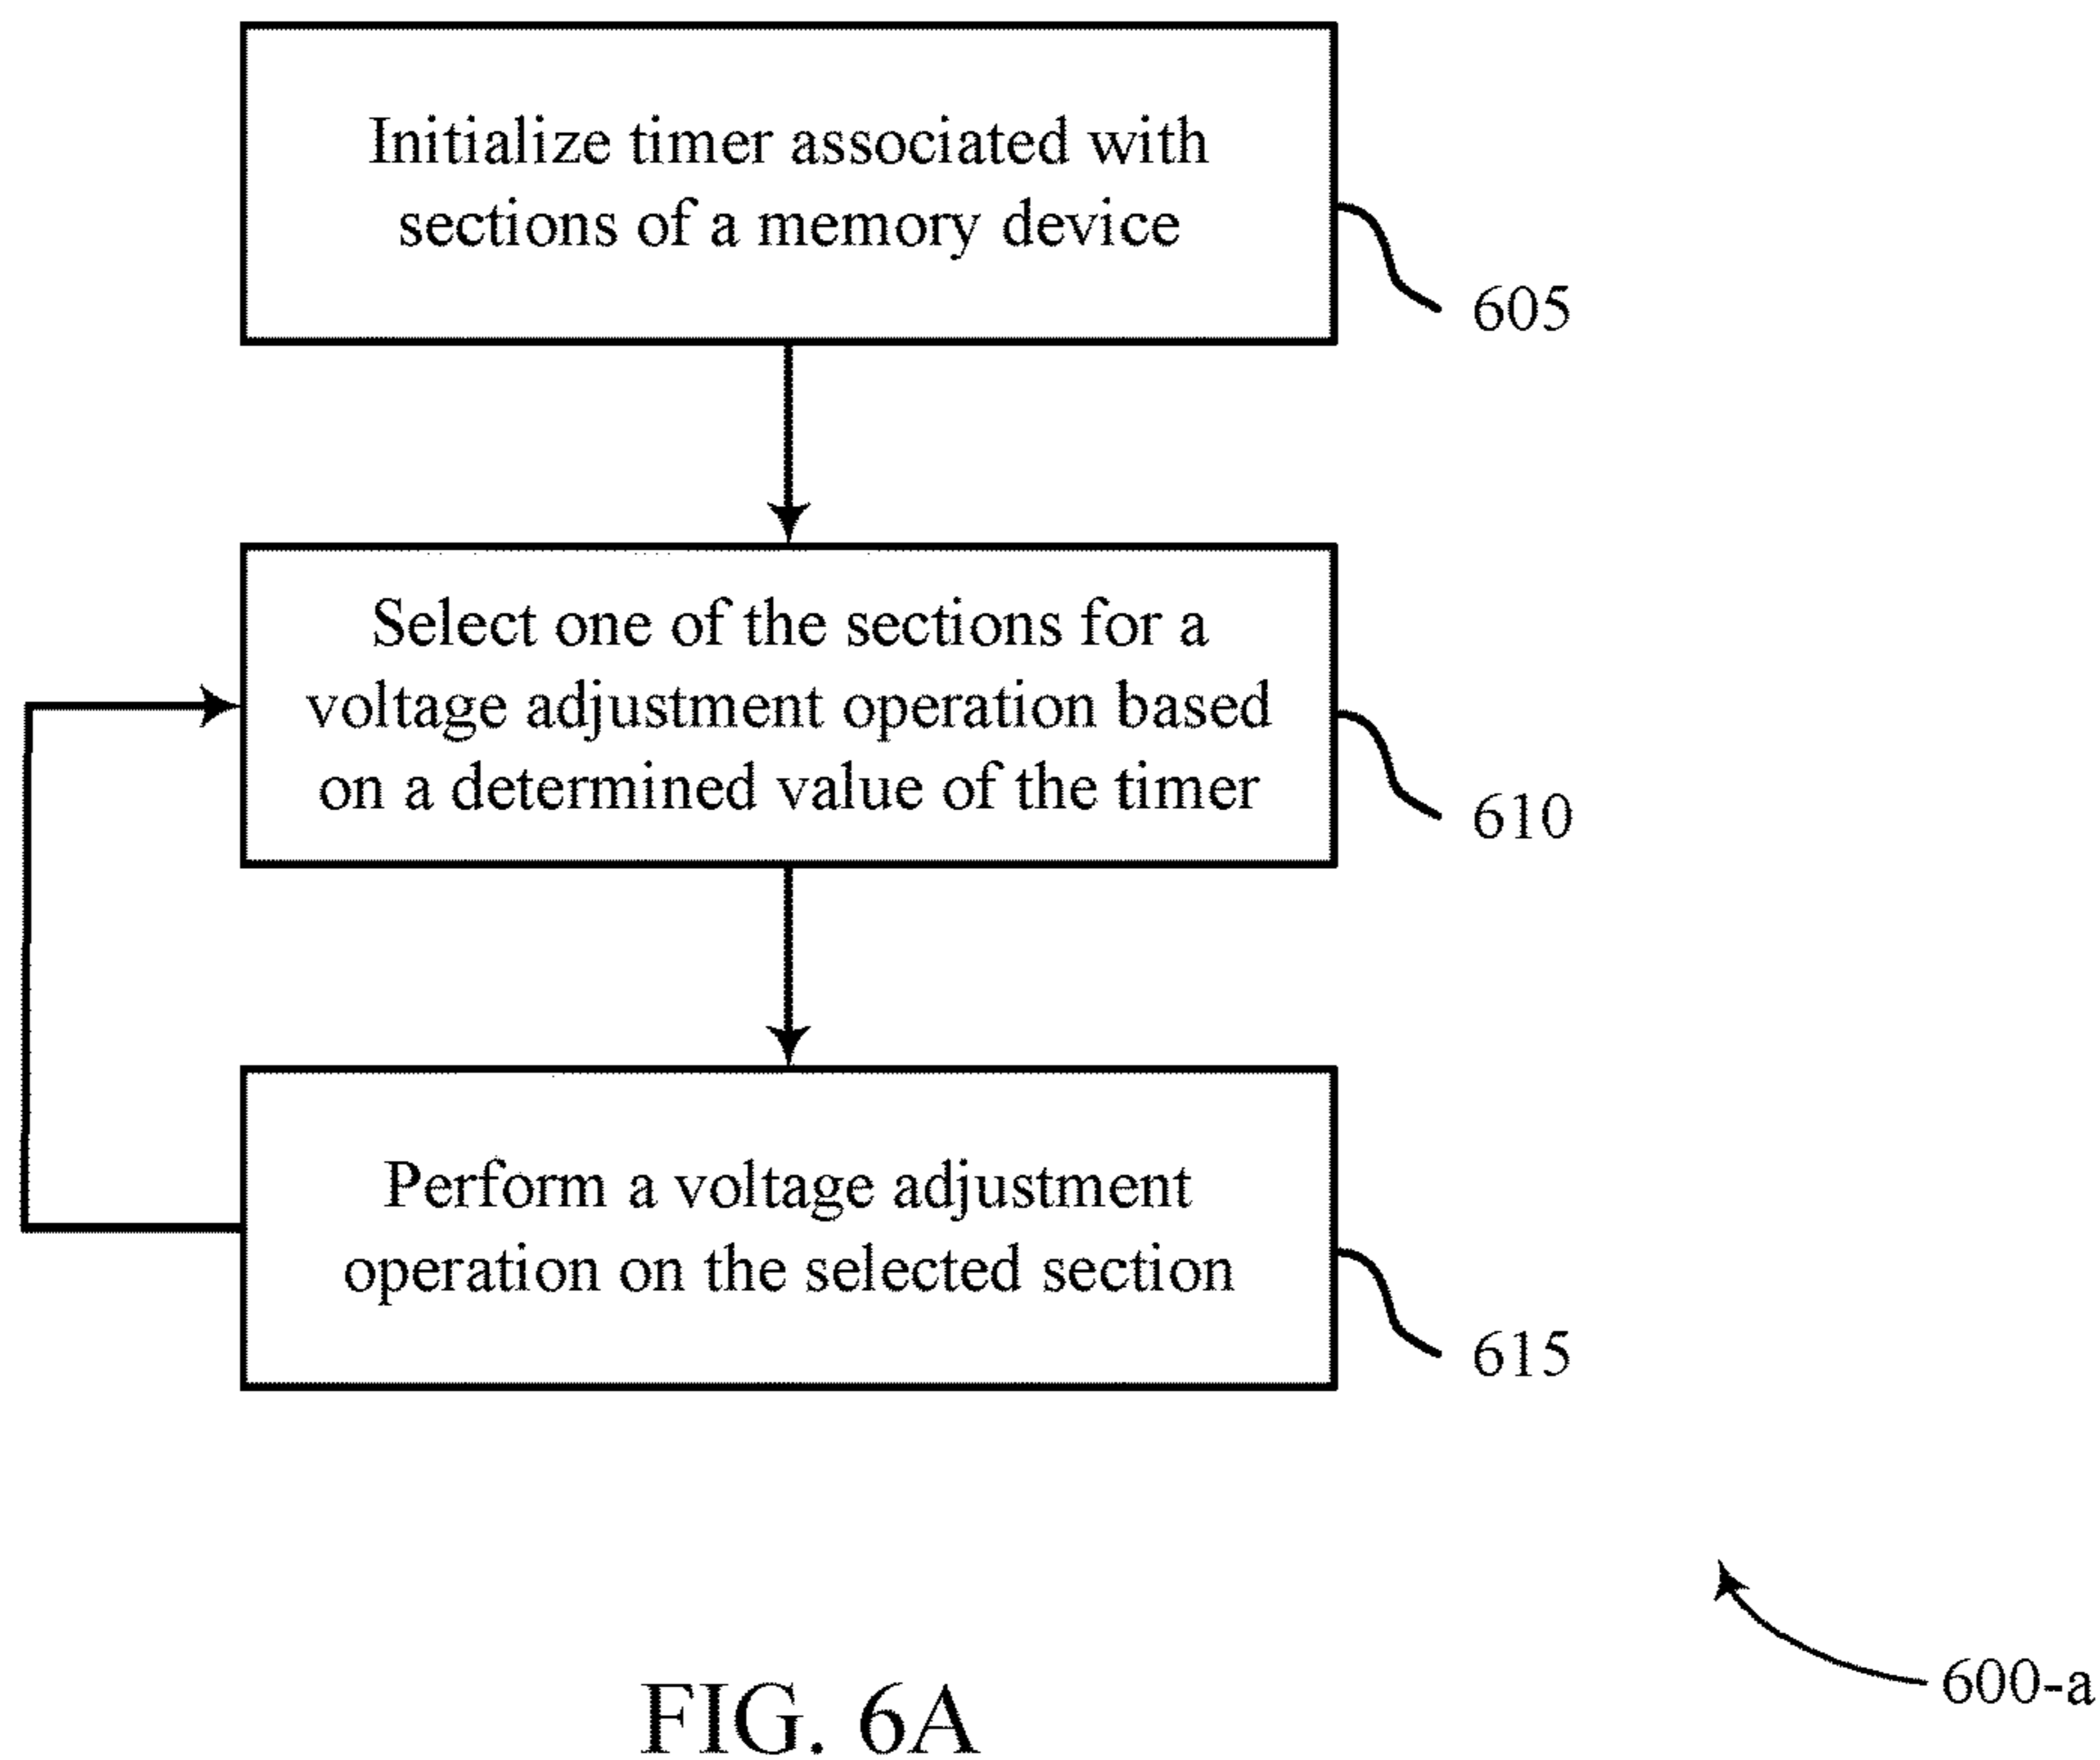 Initialize timer associated with
sections of a memory device
605
Select one of the sections for a
voltage adjustment operation based
on a determined value of the timer
610
Perform a voltage adjustment
operation on the selected section
615
600-a
FIG. 6A